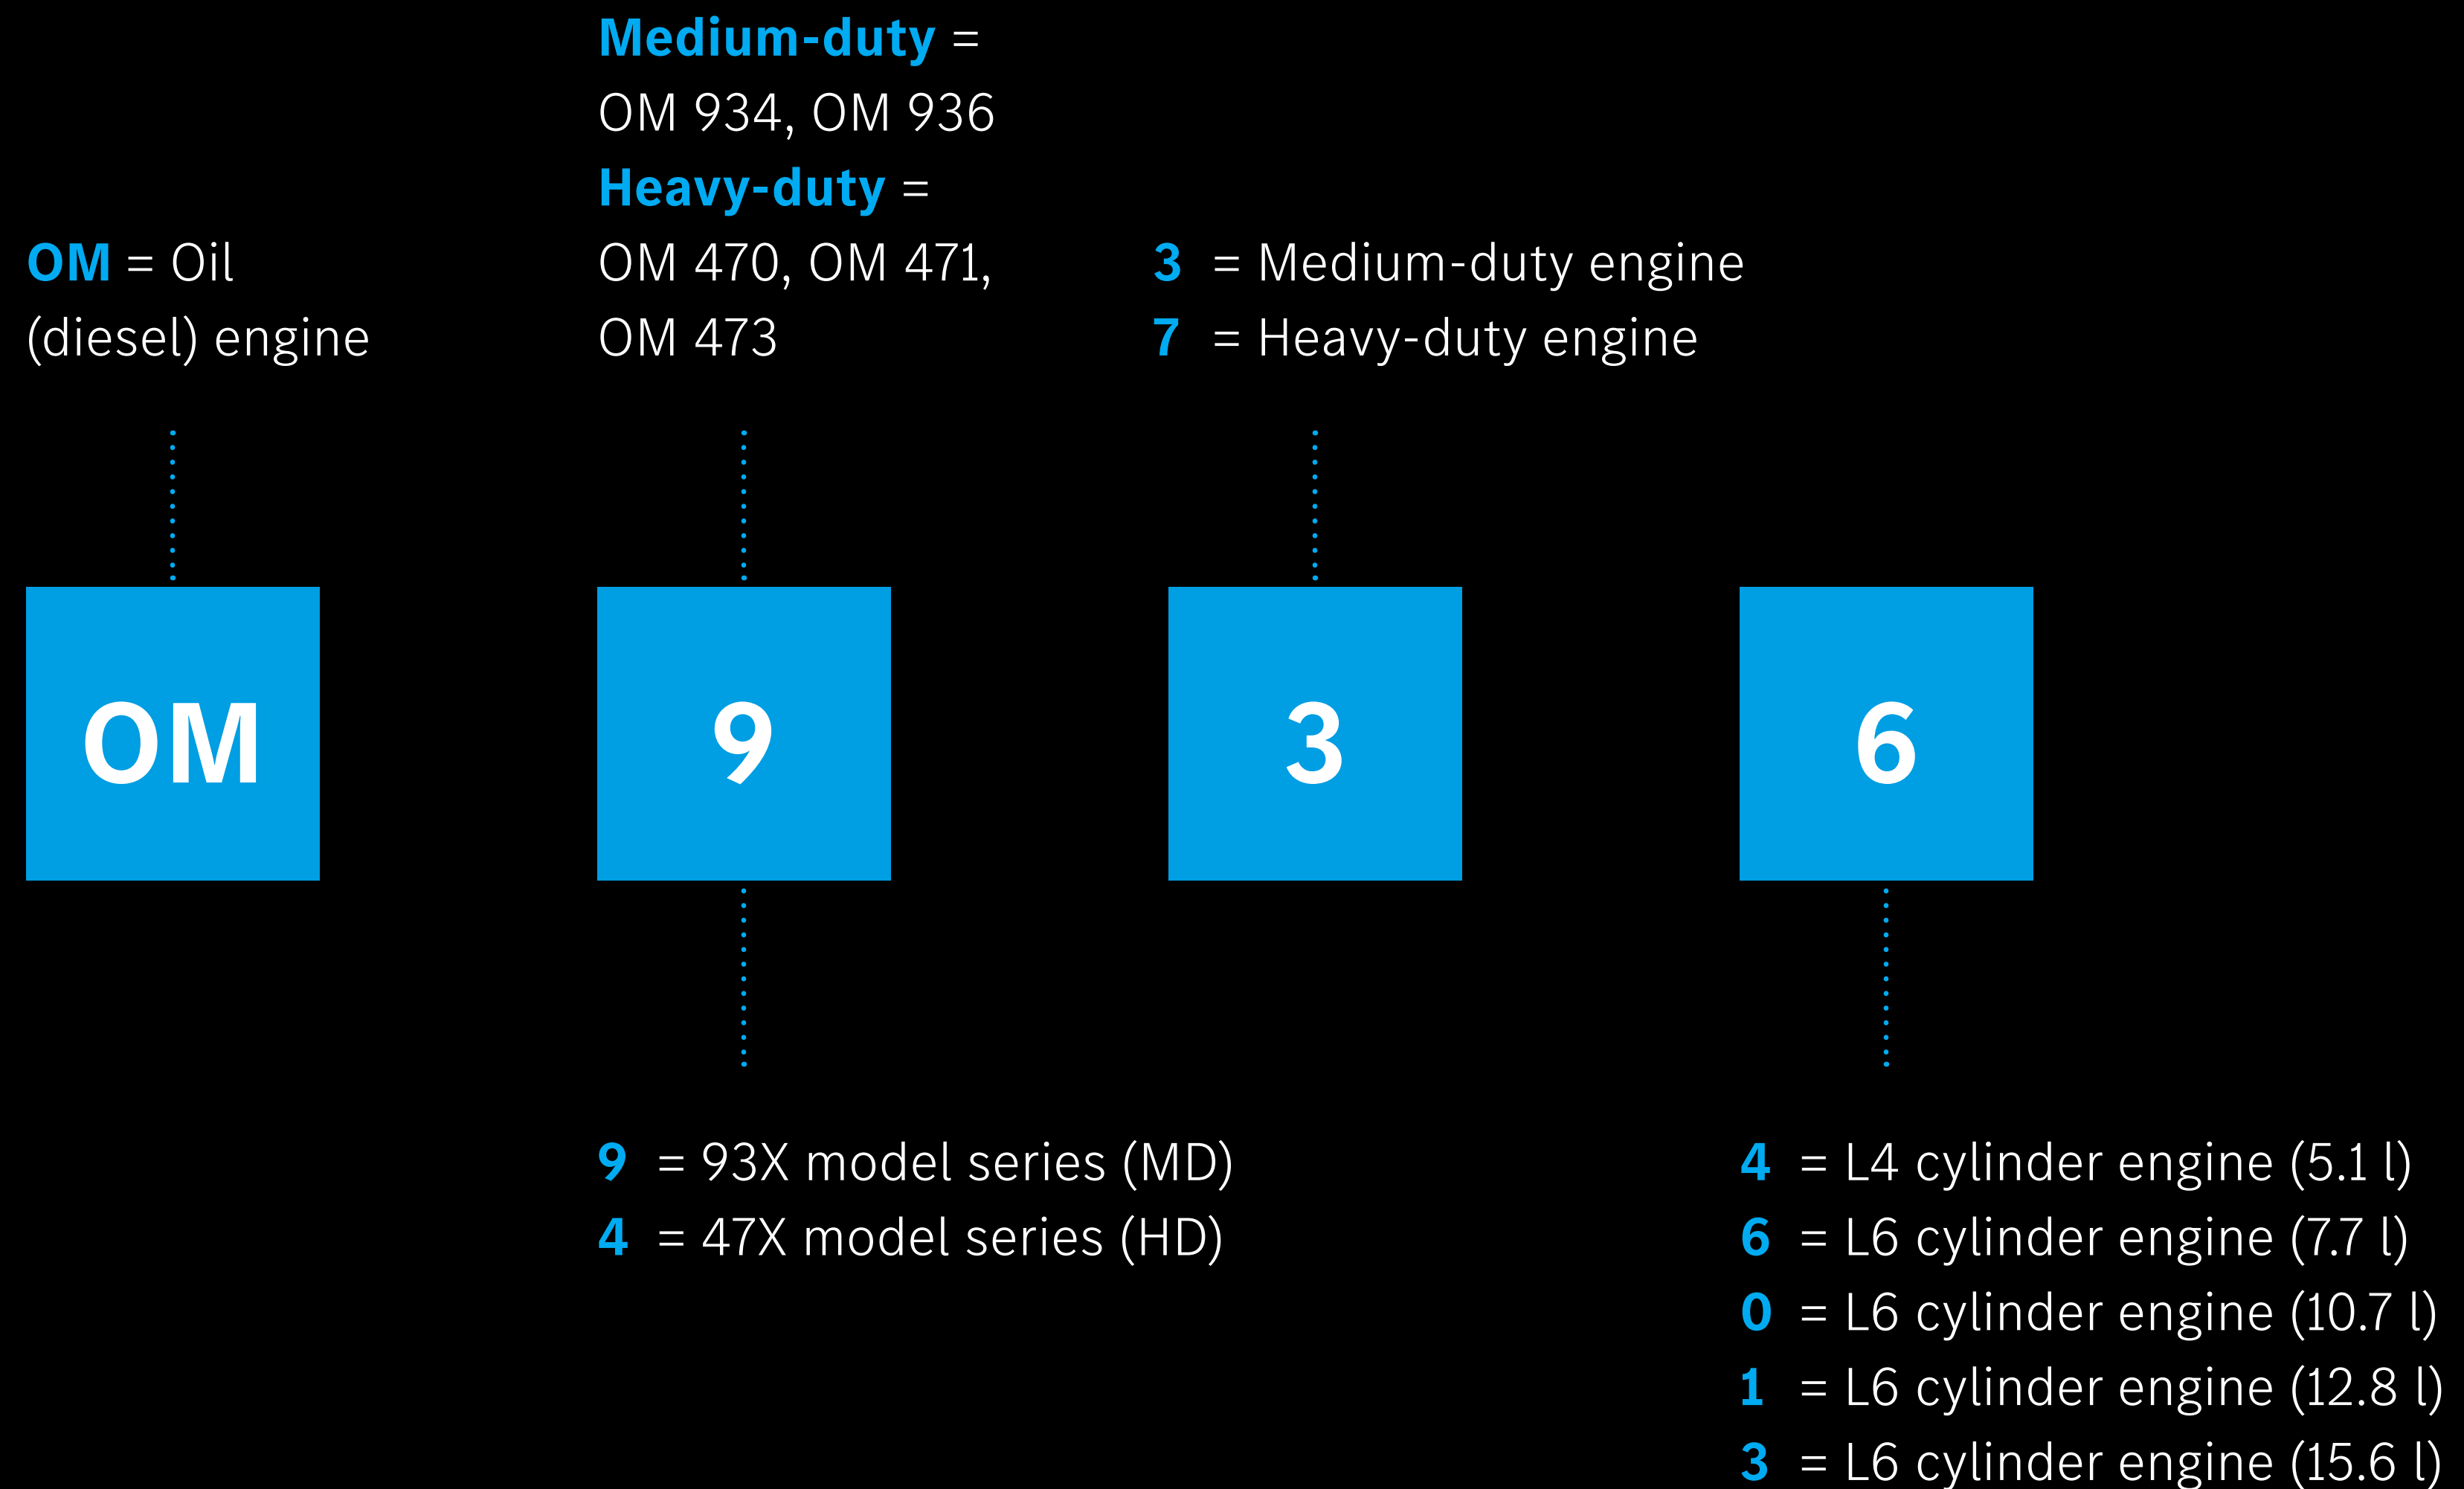 OM = Oil
(diesel) engine
Medium-duty =
OM 934, OM 936
Heavy-duty =
OM 470, OM 471,
OM 473
3 = Medium-duty engine
7 = Heavy-duty engine
OM
9
3
6
9 = 93X model series (MD)
4 = 47X model series (HD)
4 = L4 cylinder engine (5.1 l)
6 = L6 cylinder engine (7.7 l)
0 = L6 cylinder engine (10.7 l)
1 = L6 cylinder engine (12.8 l)
3 = L6 cylinder engine (15.6 l)